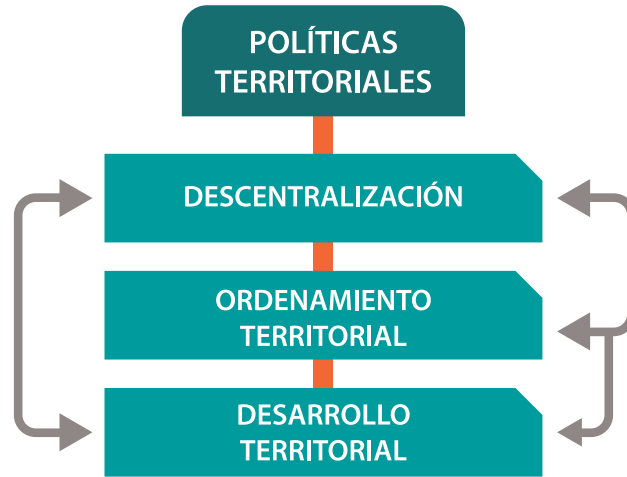 POLÍTICAS
TERRITORIALES
DESCENTRALIZACIÓN
ORDENAMIENTO
TERRITORIAL
DESARROLLO
TERRITORIAL